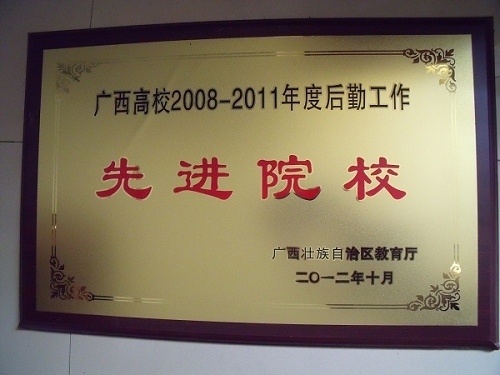 广西高校2008-2011年度后勤工作
先进院校
广西壮族自治区教育厅
二〇一二年十月